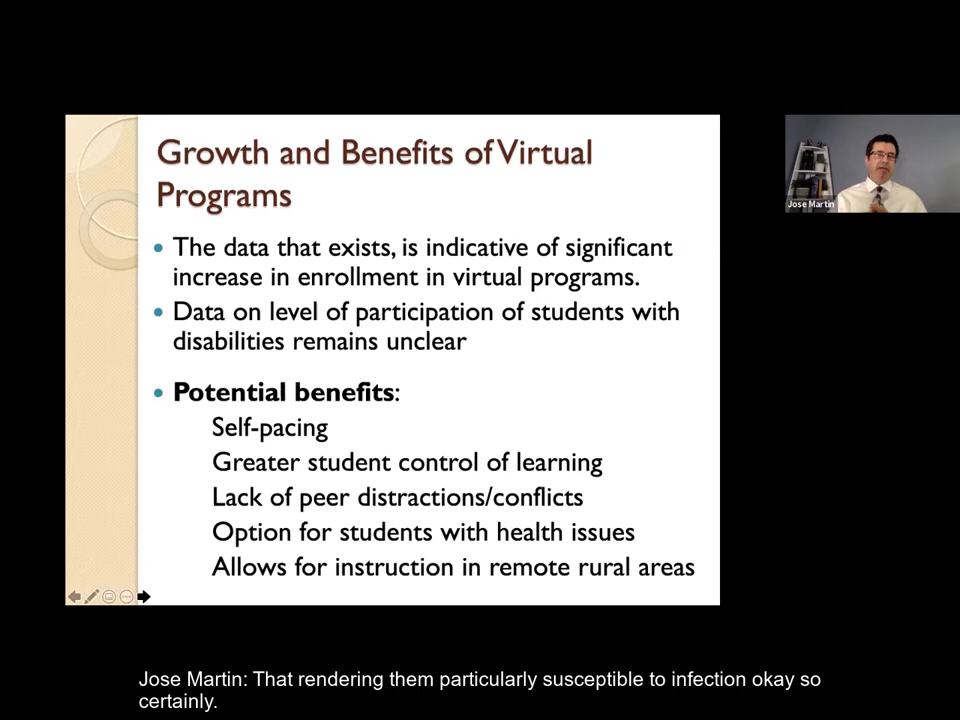 Growth and Benefits of Virtual
Programs
• The data that exists, is indicative of significant
increase in enrollment in virtual programs.
• Data on level of participation of students with
disabilities remains unclear
• Potential benefits:
Self-pacing
Greater student control of learning
Lack of peer distractions/conflicts
Option for students with health issues
Allows for instruction in remote rural areas
Jose Martin
Jose Martin: That rendering them particularly susceptible to infection okay so
certainly.